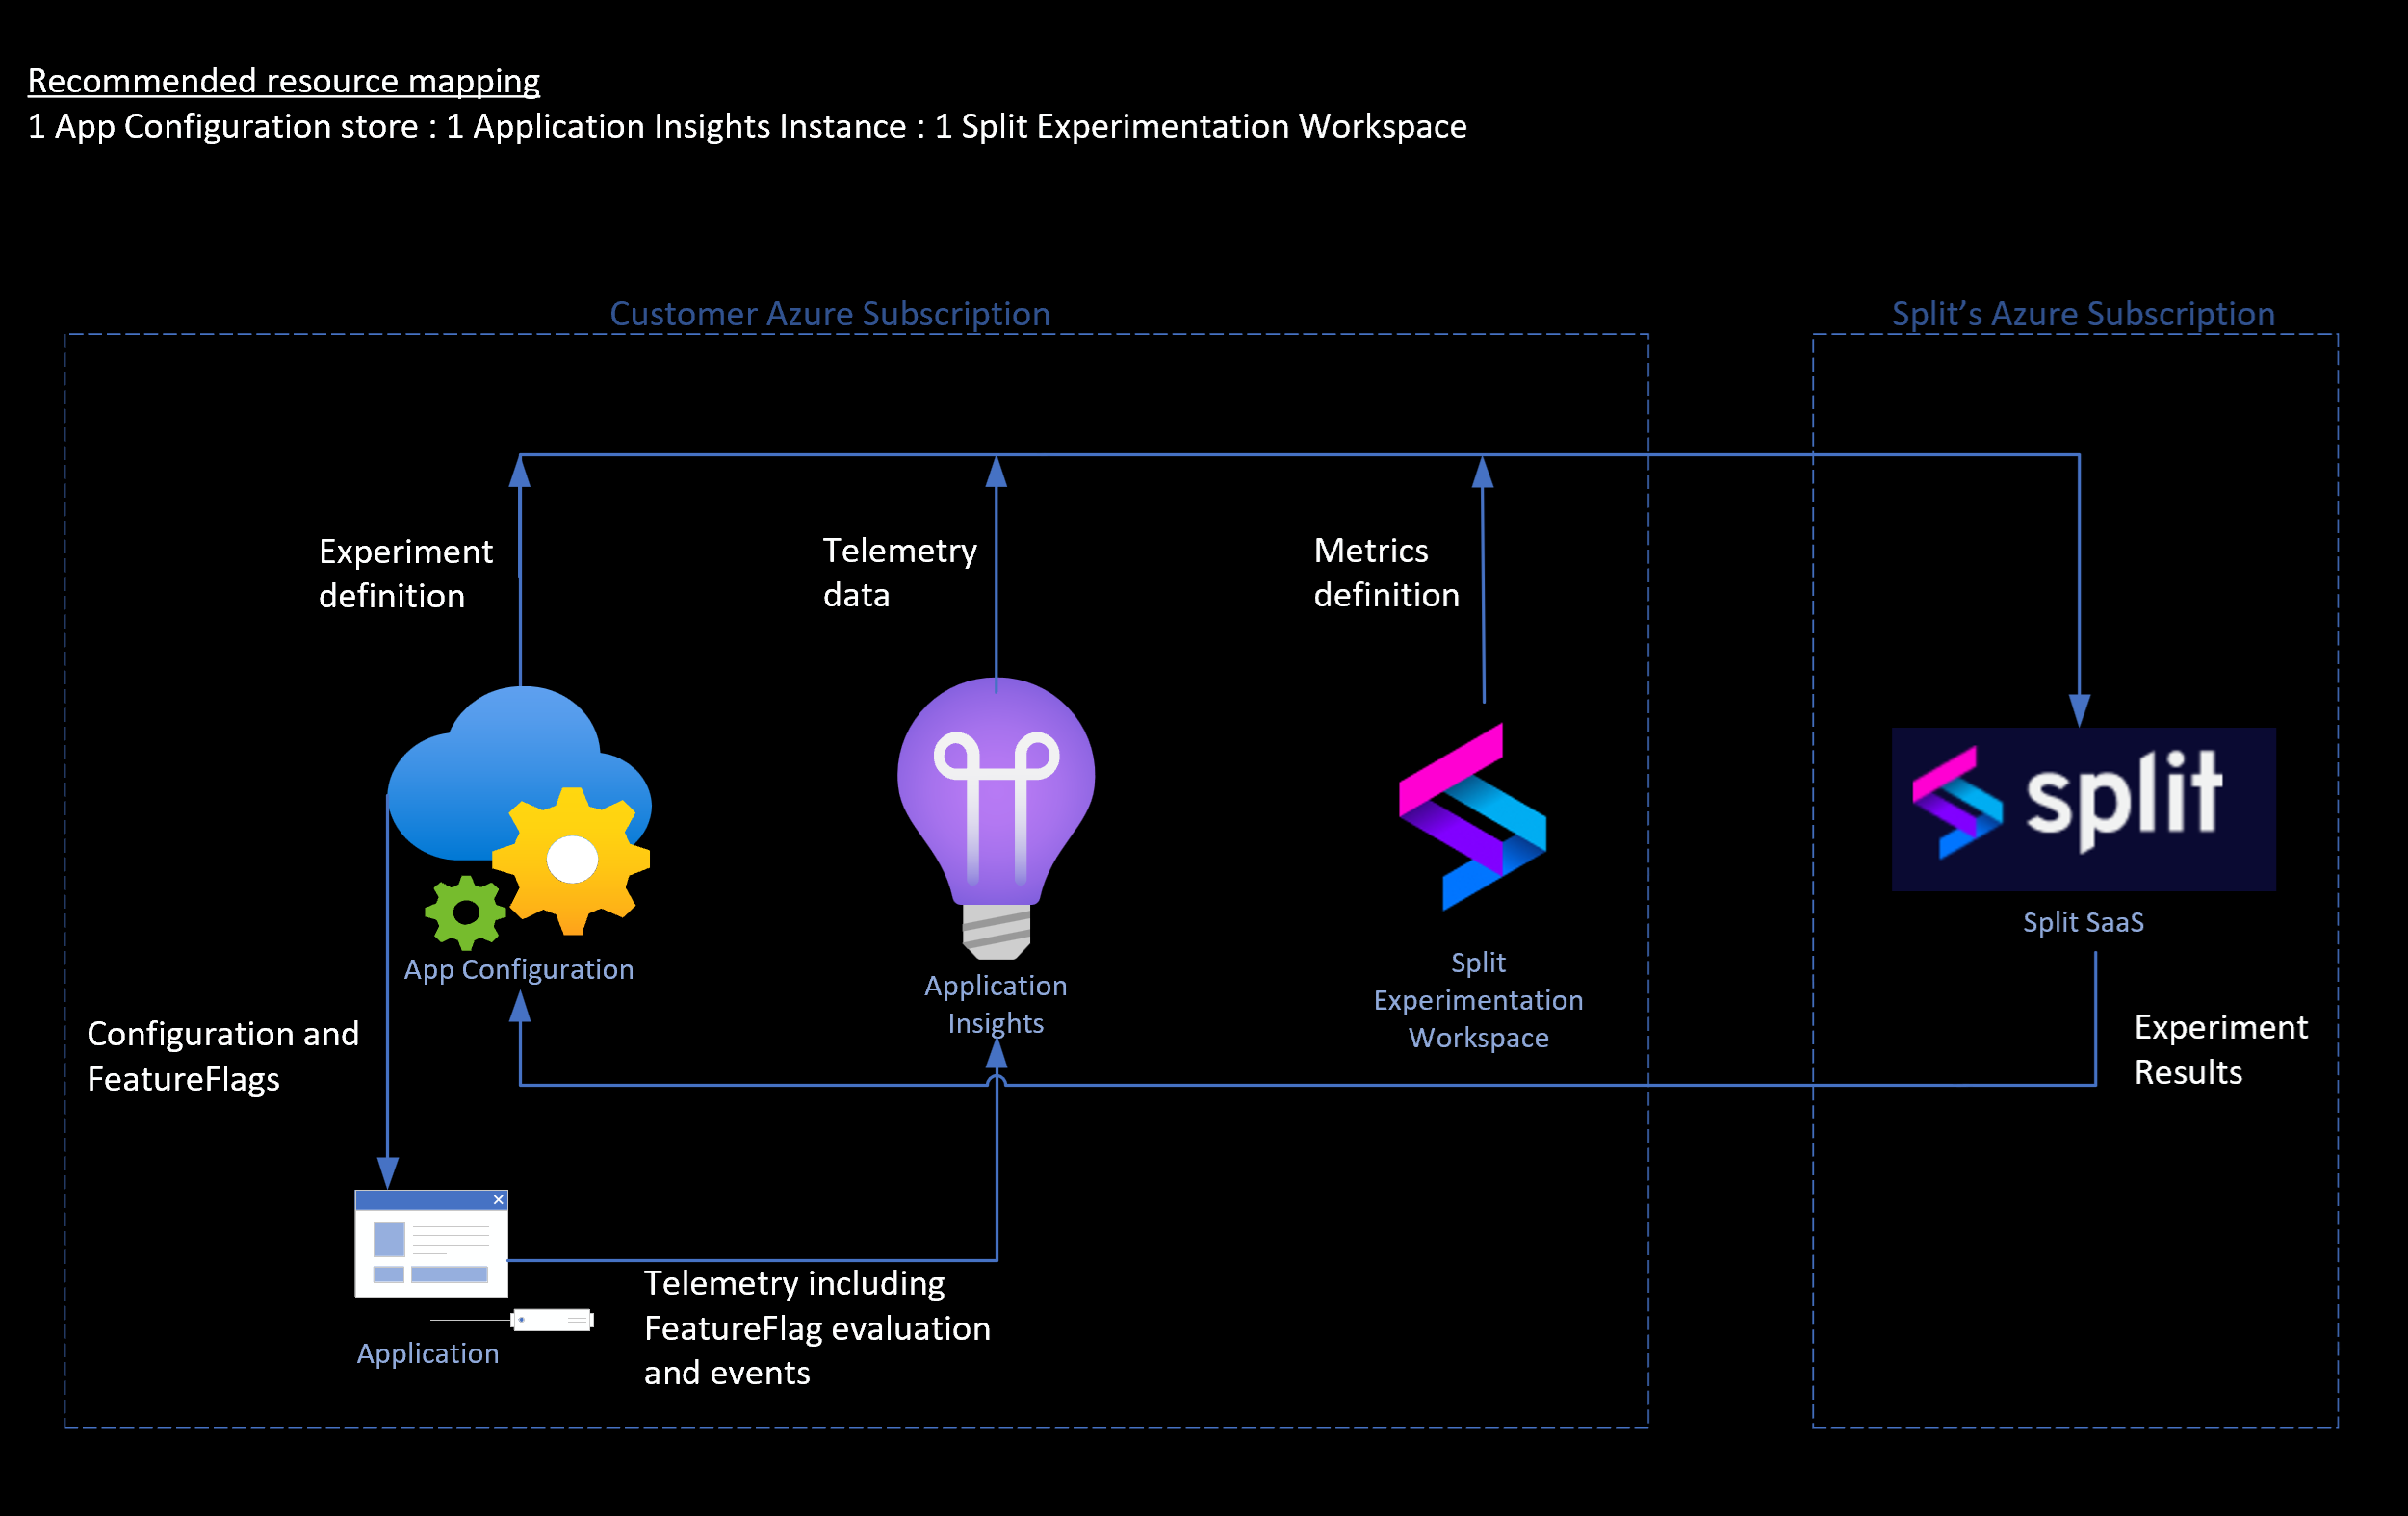 Recommended resource mapping
1 App Configuration store : 1 Application Insights Instance : 1 Split Experimentation Workspace
Customer Azure Subscription
Split’s Azure Subscription
Experiment
definition
Telemetry
data
Metrics
definition
split
Split SaaS
App Configuration
Application
Insights
Split
Experimentation
Workspace
Configuration and
FeatureFlags
Experiment
Results
Telemetry including
FeatureFlag evaluation
and events
Application